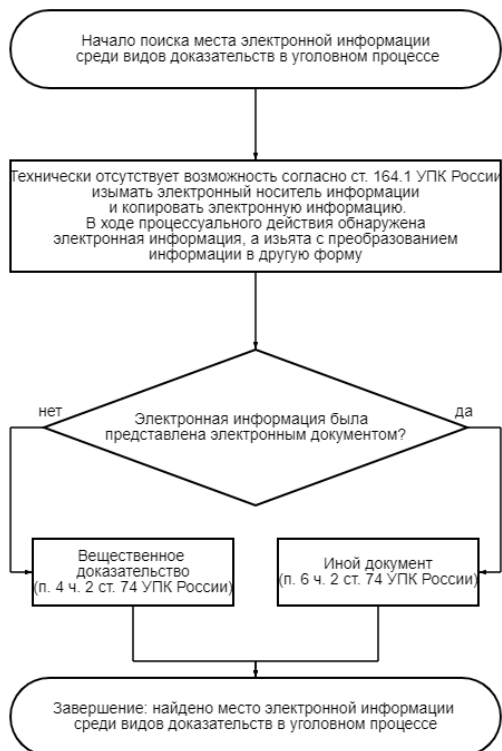 Начало поиска места электронной информации
среди видов доказательств в уголовном процессе
Технически отсутствует возможность согласно ст. 164.1 УПК России
изымать электронный носитель информации
и копировать электронную информацию.
В ходе процессуального действия обнаружена
электронная информация, а изъята с преобразованием
информации в другую форму
нет
да
Электронная информация была
представлена электронным документом?
Вещественное
доказательство
(п. 4 ч. 2 ст. 74 УПК России)
Иной документ
(п. 6 ч. 2 ст. 74 УПК России)
Завершение: найдено место электронной информации
среди видов доказательств в уголовном процессе